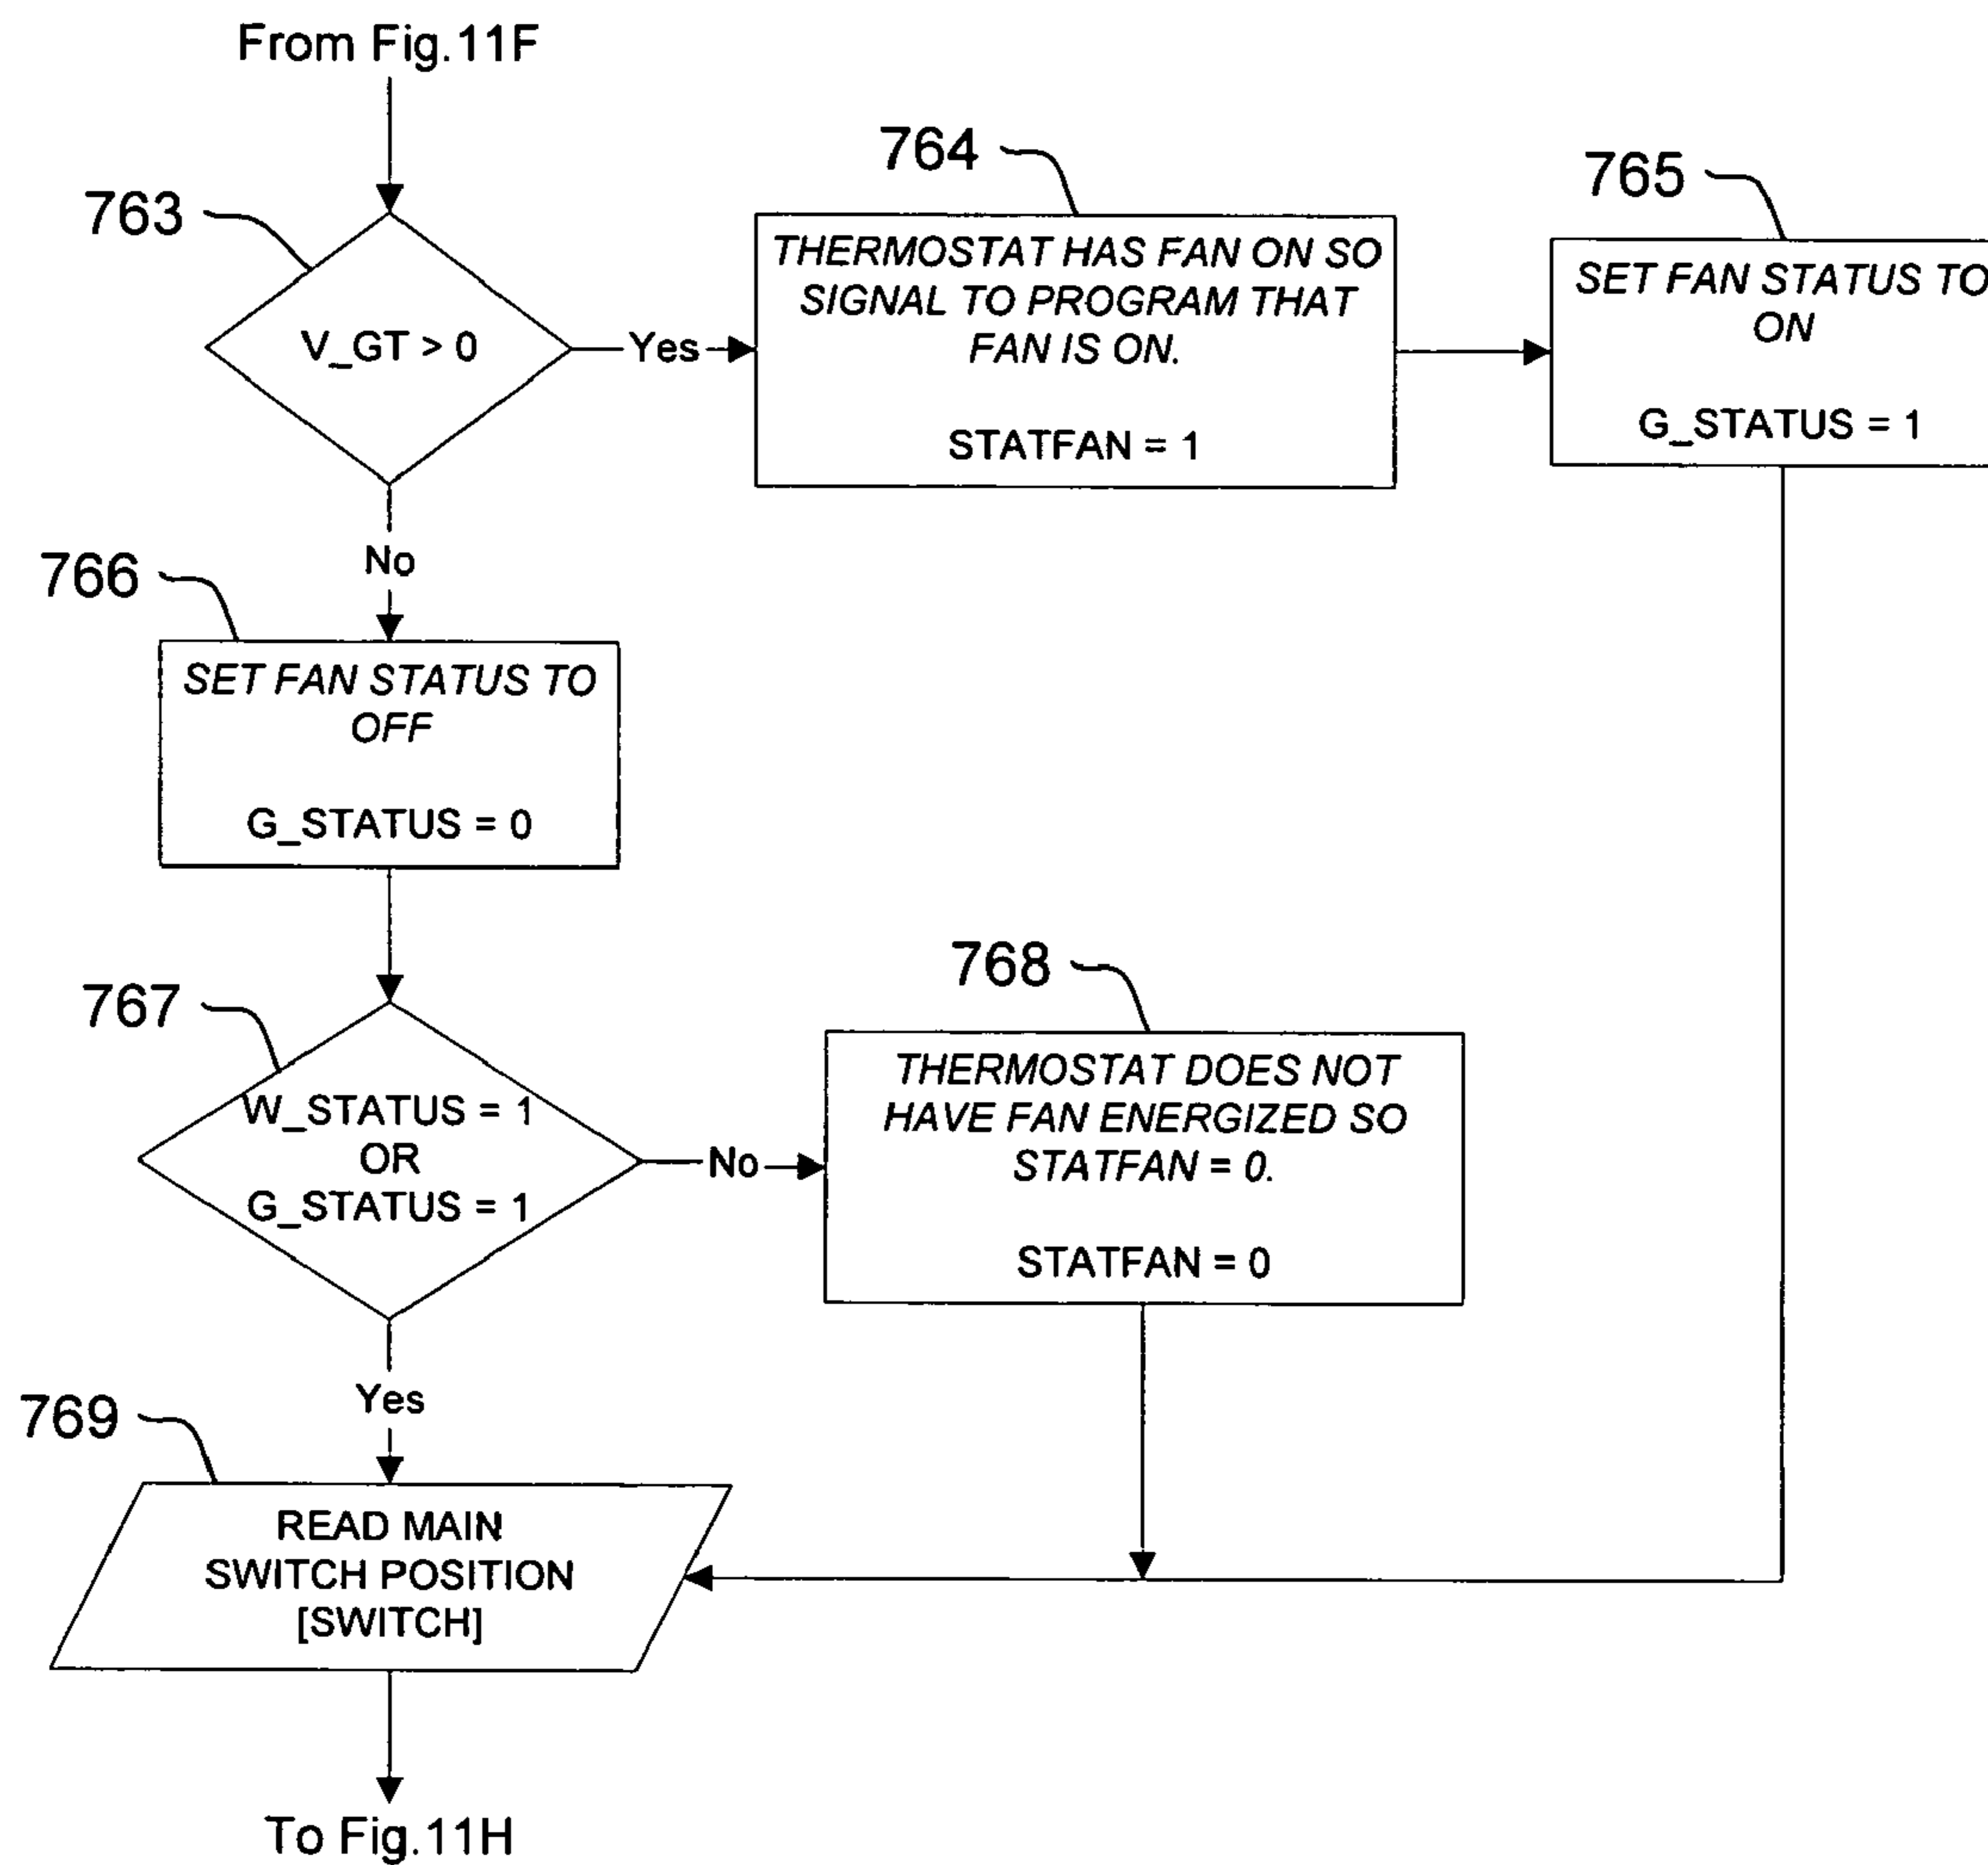 From Fig.11F
763
V_GT > 0
Yes
764
THERMOSTAT HAS FAN ON SO
SIGNAL TO PROGRAM THAT
FAN IS ON.
STATFAN = 1
765
SET FAN STATUS TO
ON
G_STATUS = 1
No
766
SET FAN STATUS TO
OFF
G_STATUS = 0
767
W_STATUS = 1
OR
G_STATUS = 1
No
768
THERMOSTAT DOES NOT
HAVE FAN ENERGIZED SO
STATFAN = 0.
STATFAN = 0
Yes
769
READ MAIN
SWITCH POSITION
[SWITCH]
To Fig.11H